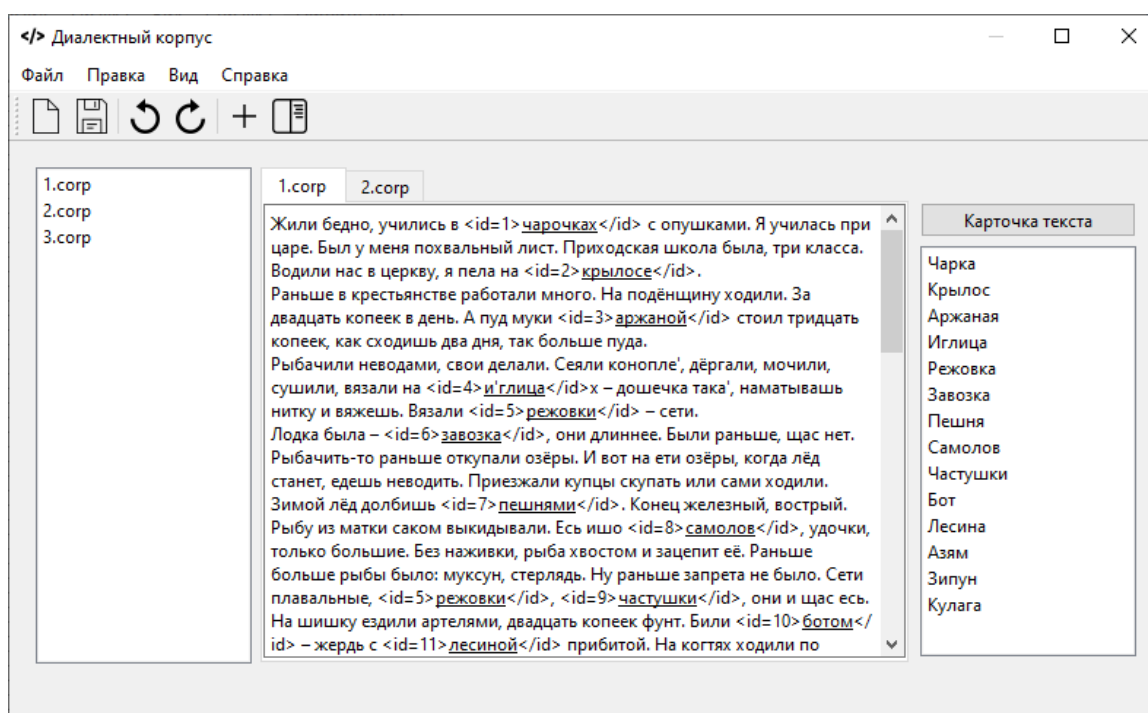 </> Диалектный корпус
Файл Правка Вид Справка
1.corp
2.corp
3.corp
1.corp 2.corp
Жили бедно, учились в <id=1>чарочках</id> с опушками. Я училась при
царе. Был у меня похвальный лист. Приходская школа была, три класса.
Водили нас в церкву, я пела на <id=2>крылосе</id>.
Раньше в крестьянстве работали много. На подёнщину ходили. За
двадцать копеек в день. А пуд муки <id=3>аржаной</id> стоил тридцать
копеек, как сходишь два дня, так больше пуда.
Рыбачили неводами, свои делали. Сеяли конопле', дёргали, мочили,
сушили, вязали на <id=4>и'глица</id>х – дошечка така', наматывашь
нитку и вяжешь. Вязали <id=5>режовки</id> – сети.
Лодка была – <id=6>завозка</id>, они длиннее. Были раньше, щас нет.
Рыбачить-то раньше откупали озёры. И вот на ети озёры, когда лёд
станет, едешь неводить. Приезжали купцы скупать или сами ходили.
Зимой лёд долбишь <id=7>пешнями</id>. Конец железный, вострый.
Рыбу из матки саком выкидывали. Есь ишо <id=8>самолов</id>, удочки,
только большие. Без наживки, рыба хвостом и зацепит её. Раньше
больше рыбы было: муксун, стерлядь. Ну раньше запрета не было. Сети
плавальные, <id=5>режовки</id>, <id=9>частушки</id>, они и щас есь.
На шишку ездили артелями, двадцать копеек фунт. Били <id=10>ботом</
id> – жердь с <id=11>лесиной</id> прибитой. На когтях ходили по
Карточка текста
Чарка
Крылос
Аржаная
Иглица
Режовка
Завозка
Пешня
Самолов
Частушки
Бот
Лесина
Азям
Зипун
Кулага